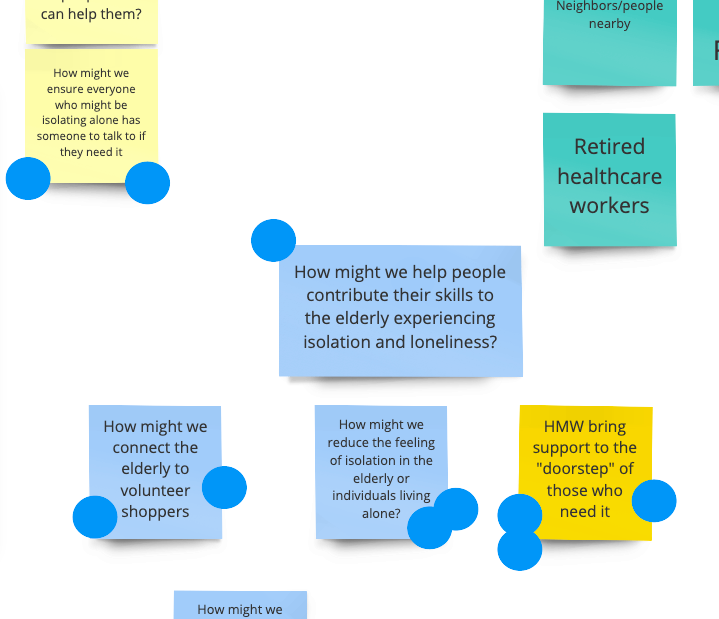 can help them?
How might we
ensure everyone
who might be
isolating alone has
someone to talk to if
they need it
Neighbors/people
nearby
Retired
healthcare
workers
How might we help people
contribute their skills to
the elderly experiencing
isolation and loneliness?
How might we
connect the
elderly to
volunteer
shoppers
How might we
reduce the feeling
of isolation in the
elderly or
individuals living
alone?
HMW bring
support to the
"doorstep" of
those who
need it
How might we